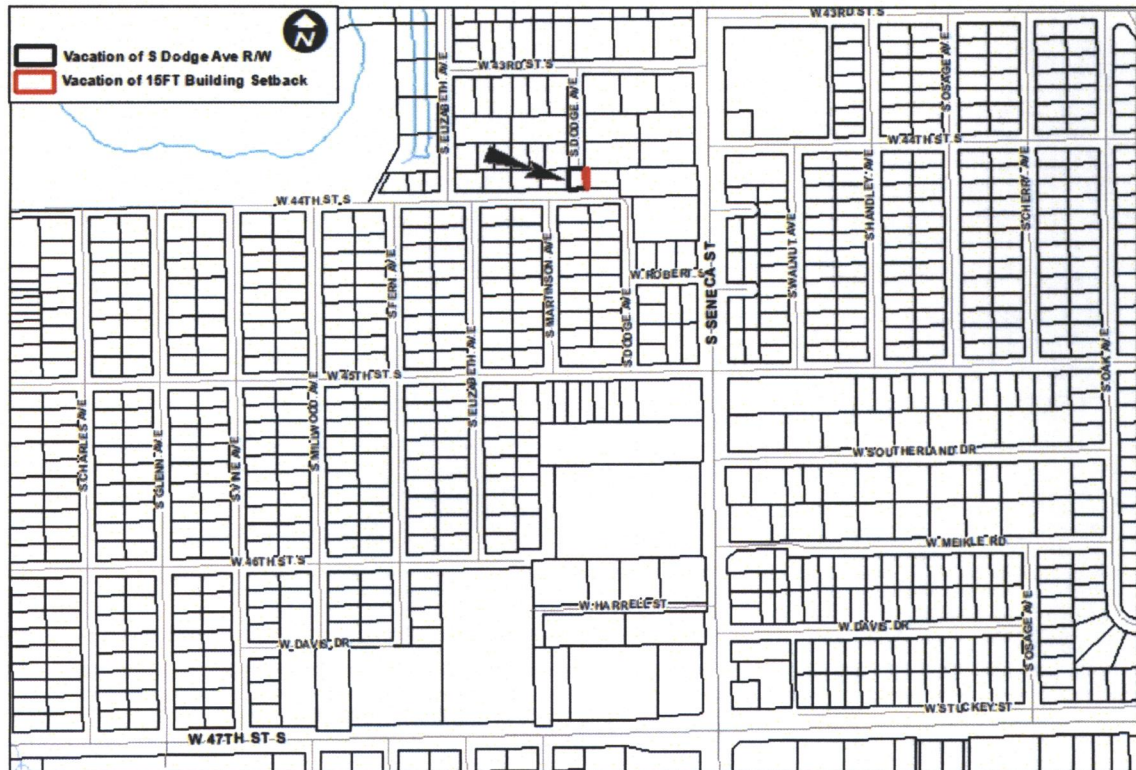 N
Vacation of S Dodge Ave R/W
Vacation of 15FT Building Setback
W 43RD ST S
S ELIZABETH AVE
W 43RD ST S
S DODGE AVE
S OSAGE AVE
W 44TH ST S
W 44TH ST S
S FERN AVE
S MARTINSON AVE
S DODGE AVE
W ROBERT S
S SENECA ST
S WALNUT AVE
S HANDLEY AVE
S CHERRY AVE
S OAK AVE
W 45TH ST S
S CHARLES AVE
S GLENN AVE
S VINE AVE
S MILLWOOD AVE
S ELIZABETH AVE
W SOUTHERLAND DR
W MEIKLE RD
W 46TH ST S
W HARRELL ST
W DAVIS DR
W DAVIS DR
S OSAGE AVE
W STUCKEY ST
W 47TH ST S